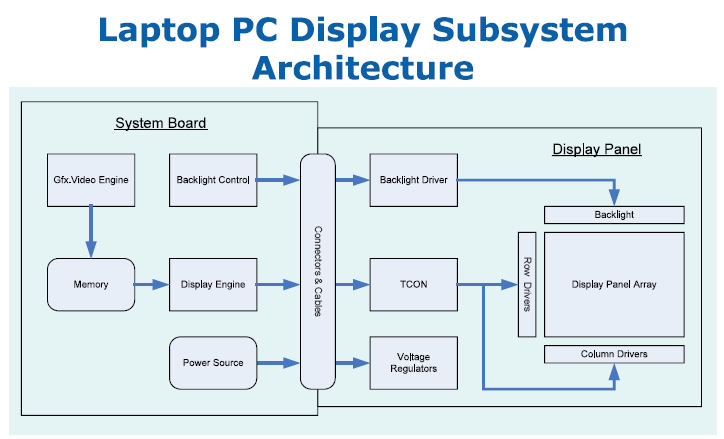 Laptop PC Display Subsystem
Architecture
System Board
Display Panel
Gfx.Video Engine
Backlight Control
Backlight Driver
Backlight
Connectors & Cables
Memory
Display Engine
TCON
Row Drivers
Display Panel Array
Power Source
Voltage
Regulators
Column Drivers